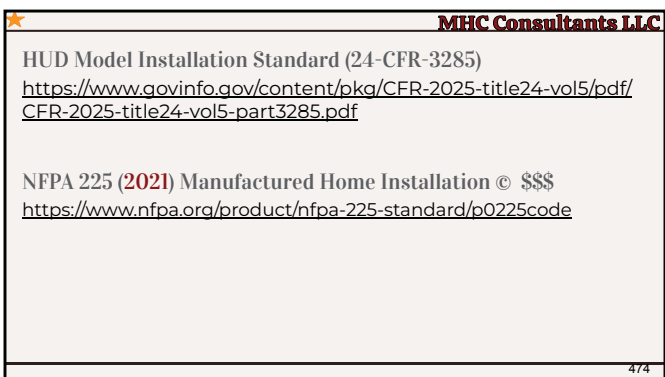 MHC Consultants LLC
HUD Model Installation Standard (24-CFR-3285)
https://www.govinfo.gov/content/pkg/CFR-2025-title24-vol5/pdf/
CFR-2025-title24-vol5-part3285.pdf
NFPA 225 (2021) Manufactured Home Installation © $$$
https://www.nfpa.org/product/nfpa-225-standard/p0225code
474